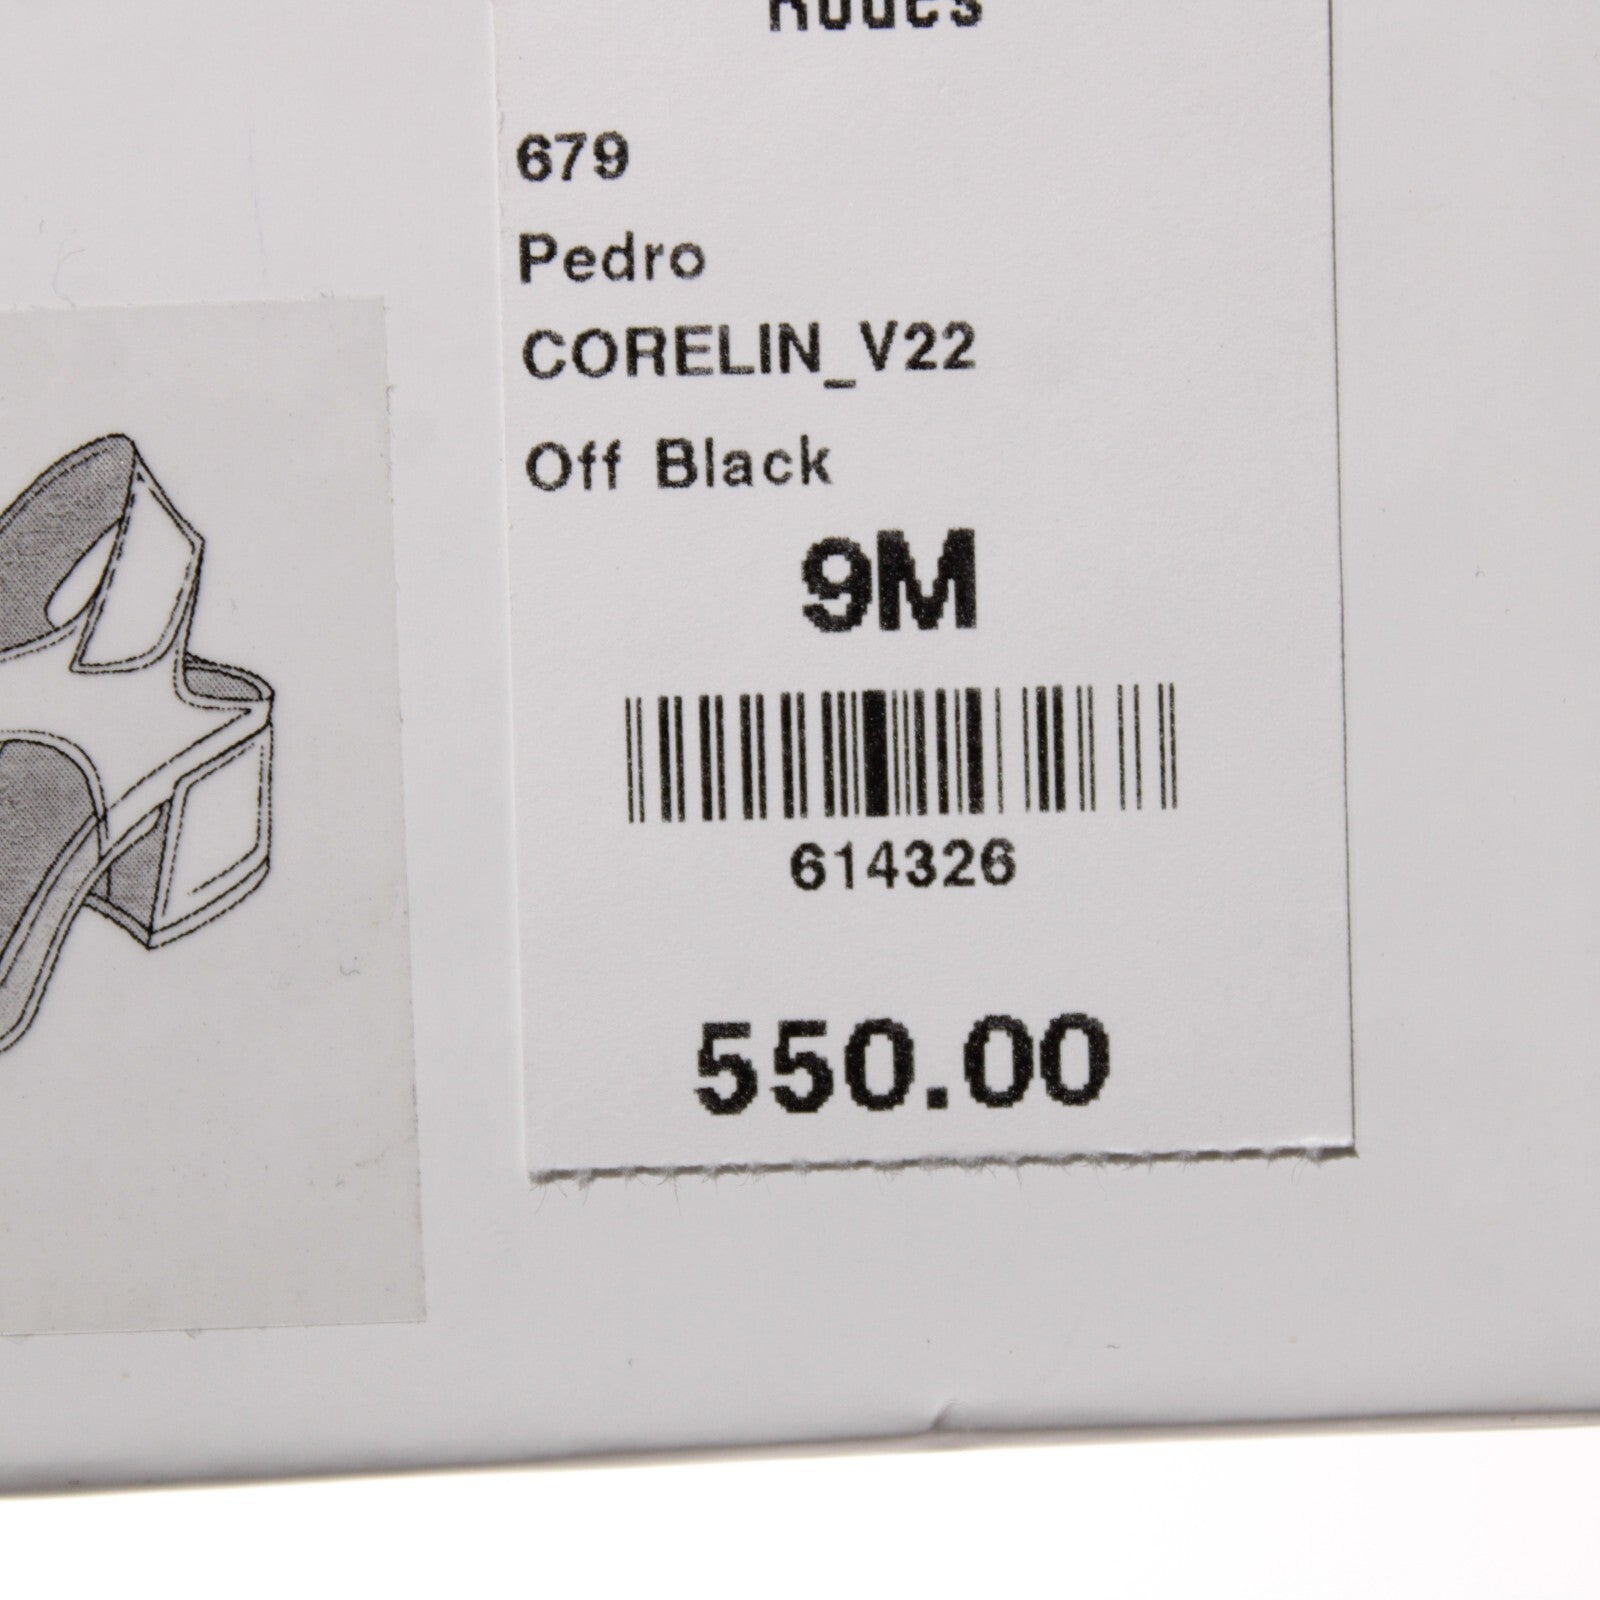 679
Pedro
CORELIN_V22
Off Black
9M
614326
550.00